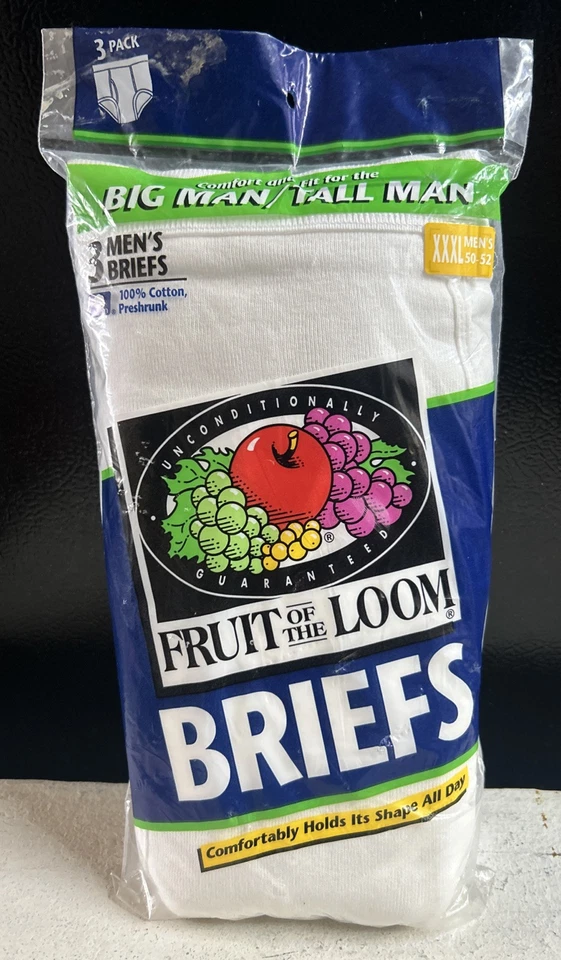 3 PACK
Comfort and Fit for the
BIG MAN/TALL MAN
3 MEN'S
BRIEFS
100% Cotton,
Preshrunk
XXXL MEN'S
50-52
UNCONDITIONALLY
GUARANTEED
®
FRUIT OF THE LOOM®
BRIEFS
Comfortably Holds Its Shape All Day